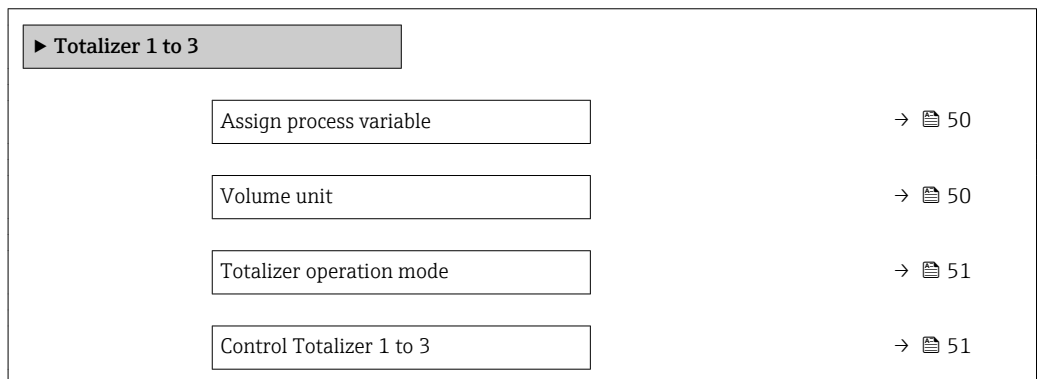 ▶ Totalizer 1 to 3
Assign process variable → 50
Volume unit → 50
Totalizer operation mode → 51
Control Totalizer 1 to 3 → 51